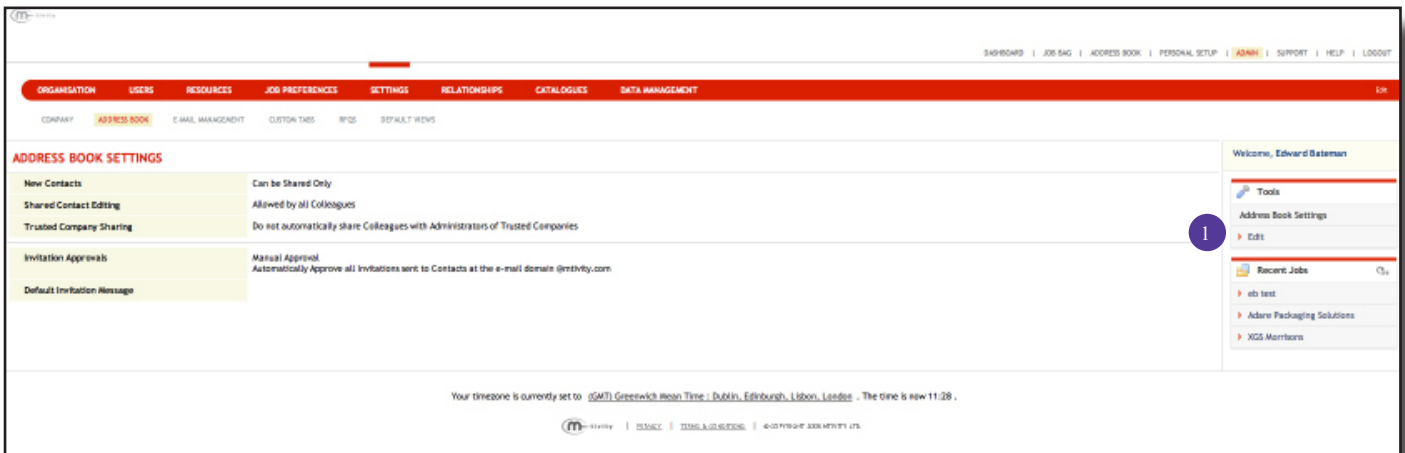 m
DASHBOARD | JOB BAG | ADDRESS BOOK | PERSONAL SETUP | ADMIN | SUPPORT | HELP | LOGOUT
ORGANISATION USERS RESOURCES JOB PREFERENCES SETTINGS RELATIONSHIPS CATALOGUES DATA MANAGEMENT Edit
COMPANY ADDRESS BOOK E-MAIL MANAGEMENT CUSTOM TABS RFQS DEFAULT VIEWS
ADDRESS BOOK SETTINGS
New Contacts Can be Shared Only
Shared Contact Editing Allowed by all Colleagues
Trusted Company Sharing Do not automatically share Colleagues with Administrators of Trusted Companies
Invitation Approvals Manual Approval
Automatically Approve all Invitations sent to Contacts at the e-mail domain @mtivity.com
Default Invitation Message
Welcome, Edward Bateman
Tools
Address Book Settings
1
Edit
Recent Jobs
eb test
Adare Packaging Solutions
XGS Morrisons
Your timezone is currently set to (GMT) Greenwich Mean Time : Dublin, Edinburgh, Lisbon, London . The time is now 11:28 .
m | PRIVACY | TERMS & CONDITIONS | © COPYRIGHT MTIVITY LTD.